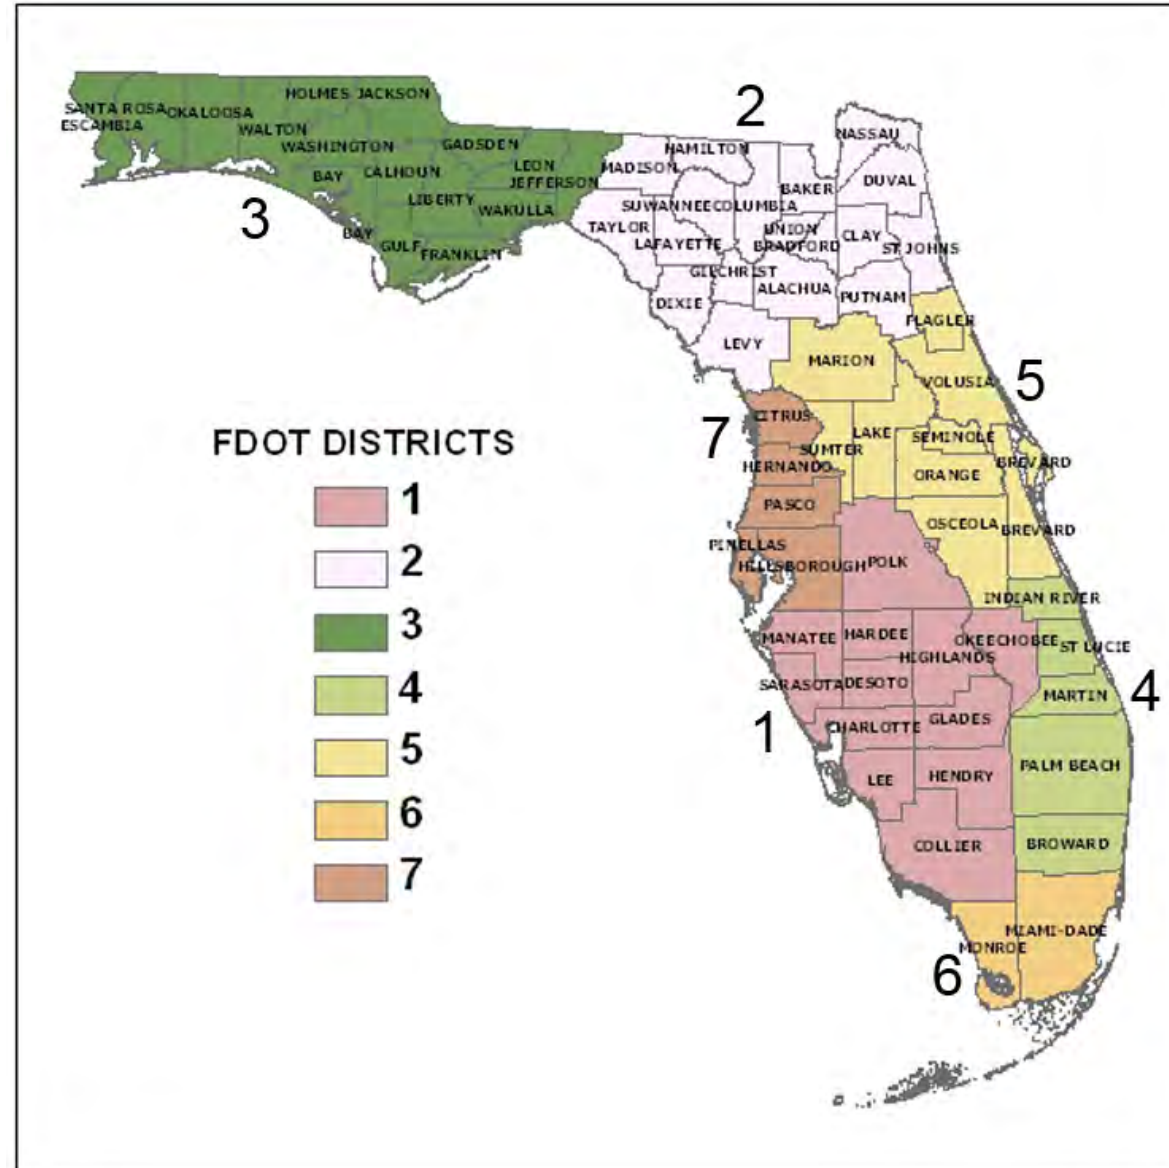 2
NASSAU
HOLMES JACKSON
SANTA ROSA OKALOOSA
ESCAMBIA
WALTON
WASHINGTON
GADSDEN
HAMILTON
MADISON
LEON
JEFFERSON
BAY
CALHOUN
LIBERTY
WAKULLA
BAKER
DUVAL
SUWANNEE COLUMBIA
3
BAY
GULF
FRANKLIN
TAYLOR
LAFAYETTE
UNION
BRADFORD
CLAY
ST JOHNS
GILCHRIST
ALACHUA
DIXIE
PUTNAM
FLAGLER
LEVY
MARION
VOLUSIA
5
7
CITRUS
LAKE
SEMINOLE
SUMTER
HERNANDO
BREVARD
ORANGE
PASCO
OSCEOLA
BREVARD
PINELLAS
HILLSBOROUGH
POLK
INDIAN RIVER
MANATEE
HARDEE
OKEECHOBEE
ST LUCIE
HIGHLANDS
SARASOTA
DESOTO
MARTIN
4
1
CHARLOTTE
GLADES
LEE
HENDRY
PALM BEACH
COLLIER
BROWARD
MIAMI-DADE
MONROE
6
FDOT DISTRICTS
1
2
3
4
5
6
7